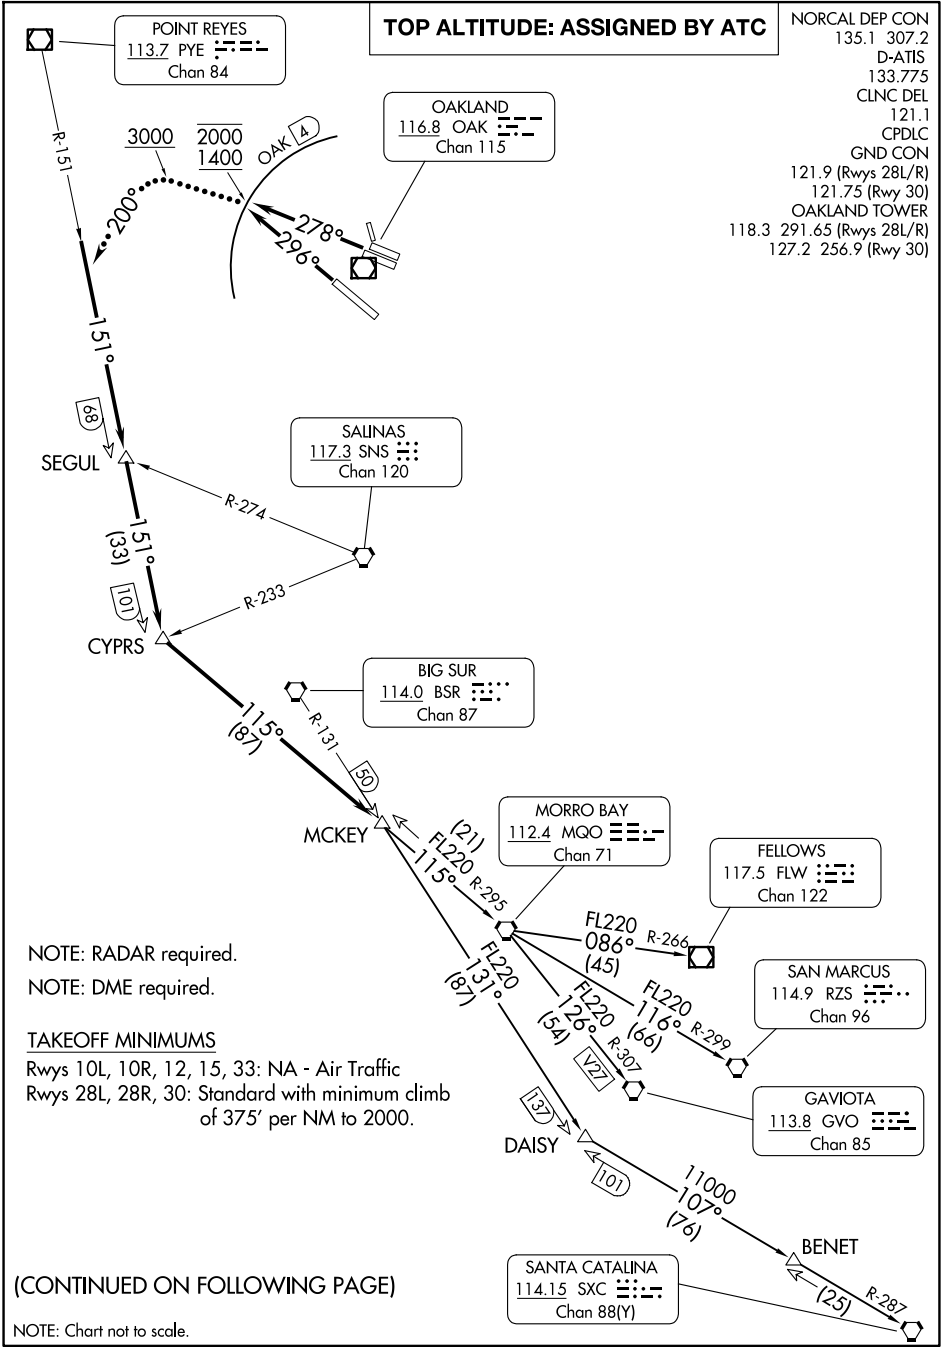 TOP ALTITUDE: ASSIGNED BY ATC
NORCAL DEP CON
135.1 307.2
D-ATIS
133.775
CLNC DEL
121.1
CPDLC
GND CON
121.9 (Rwys 28L/R)
121.75 (Rwy 30)
OAKLAND TOWER
118.3 291.65 (Rwys 28L/R)
127.2 256.9 (Rwy 30)
POINT REYES
113.7 PYE
Chan 84
OAKLAND
116.8 OAK
Chan 115
R-151
3000
2000
1400
OAK 4
200°
278°
296°
151°
68
SEGUL
SALINAS
117.3 SNS
Chan 120
R-274
151°
(33)
R-233
101
CYPRS
BIG SUR
114.0 BSR
Chan 87
115°
(87)
R-131
50
MCKEY
MORRO BAY
112.4 MQO
Chan 71
(21)
FL220
115°
R-295
FELLOWS
117.5 FLW
Chan 122
FL220
086°
(45)
R-266
NOTE: RADAR required.
NOTE: DME required.
FL220
131°
(87)
FL220
126°
(54)
R-307
V27
FL220
116°
(66)
R-299
SAN MARCUS
114.9 RZS
Chan 96
TAKEOFF MINIMUMS
Rwys 10L, 10R, 12, 15, 33: NA - Air Traffic
Rwys 28L, 28R, 30: Standard with minimum climb
of 375' per NM to 2000.
GAVIOTA
113.8 GVO
Chan 85
137
DAISY
101
11000
107°
(76)
BENET
SANTA CATALINA
114.15 SXC
Chan 88(Y)
R-287
(25)
(CONTINUED ON FOLLOWING PAGE)
NOTE: Chart not to scale.